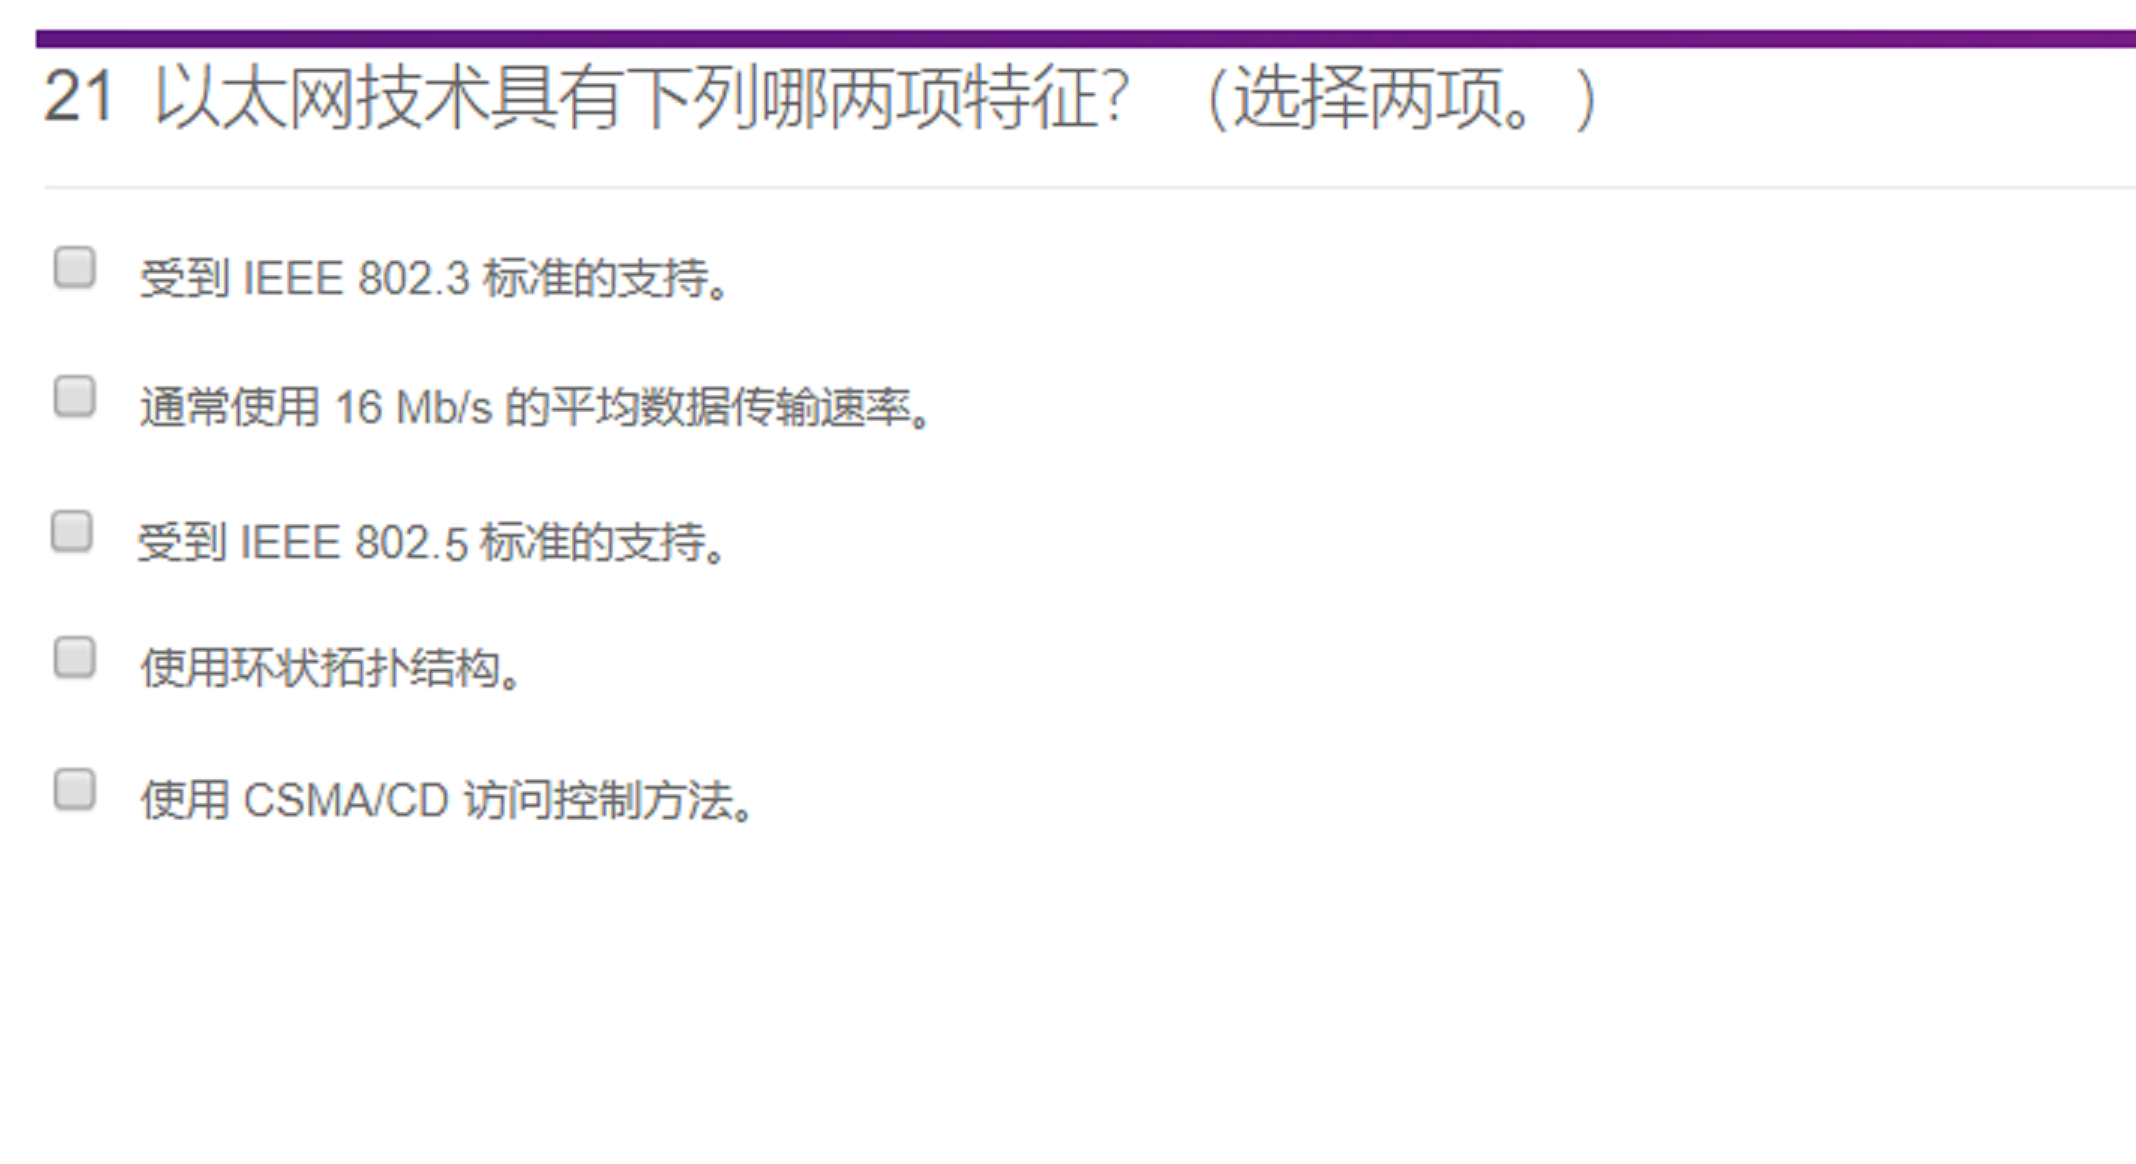 21 以太网技术具有下列哪两项特征？（选择两项。）
受到 IEEE 802.3 标准的支持。
通常使用 16 Mb/s 的平均数据传输速率。
受到 IEEE 802.5 标准的支持。
使用环状拓扑结构。
使用 CSMA/CD 访问控制方法。